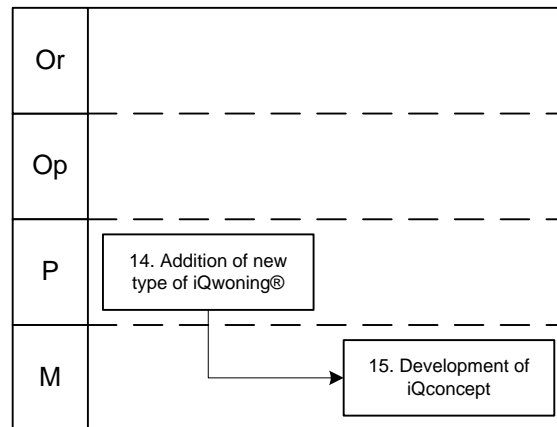 Or
Op
P
14. Addition of new
type of iQwoning®
M
15. Development of
iQconcept